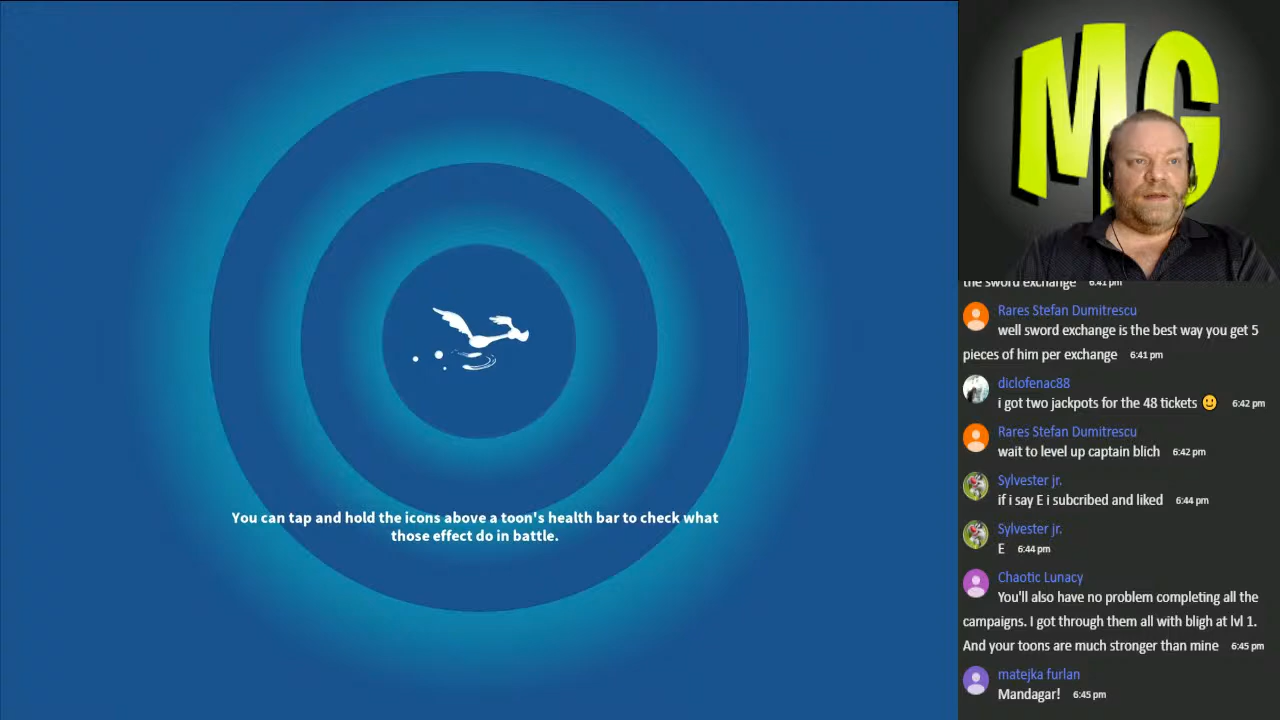 MG
You can tap and hold the icons above a toon's health bar to check what
those effect do in battle.
the sword exchange 6:41 pm
Rares Stefan Dumitrescu
well sword exchange is the best way you get 5
pieces of him per exchange 6:41 pm
diclofenac88
i got two jackpots for the 48 tickets 🙂 6:42 pm
Rares Stefan Dumitrescu
wait to level up captain blich 6:42 pm
Sylvester jr.
if i say E i subcribed and liked 6:44 pm
Sylvester jr.
E 6:44 pm
Chaotic Lunacy
You'll also have no problem completing all the
campaigns. I got through them all with bligh at lvl 1.
And your toons are much stronger than mine 6:45 pm
matejka furlan
Mandagar! 6:45 pm